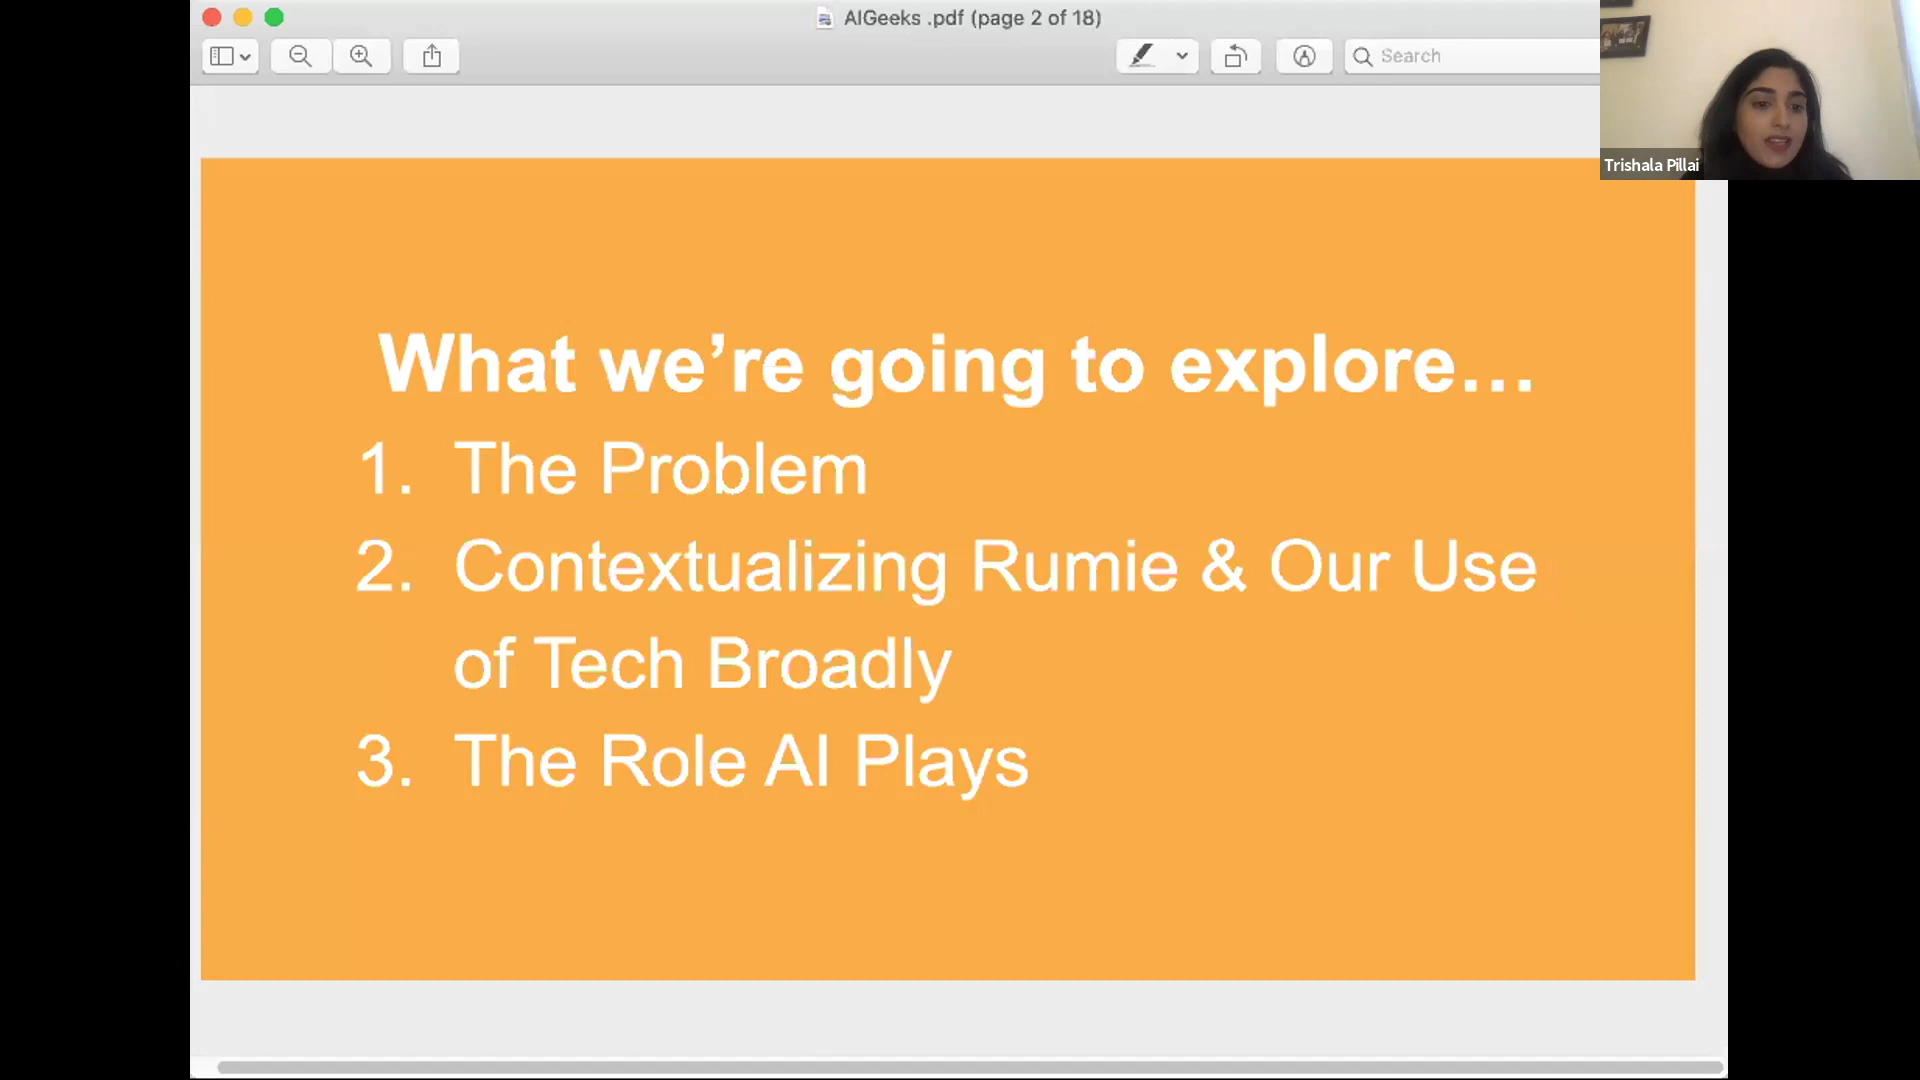 AIGeeks .pdf (page 2 of 18)
Search
Trishala Pillai
What we’re going to explore…
1. The Problem
2. Contextualizing Rumie & Our Use
of Tech Broadly
3. The Role AI Plays